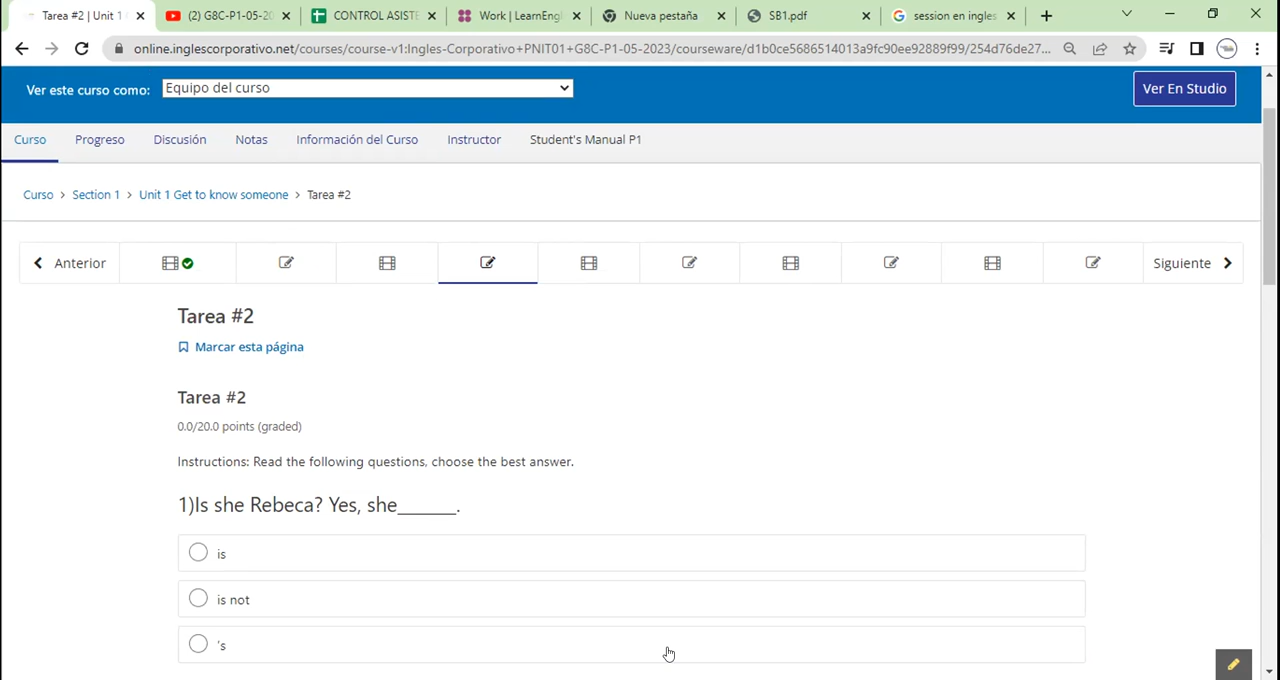 Tarea #2 | Unit 1
(2) G8C-P1-05-20
CONTROL ASIST
Work | LearnEngl
Nueva pestaña
SB1.pdf
session en ingles
online.inglescorporativo.net/courses/course-v1:Ingles-Corporativo+PNIT01+G8C-P1-05-2023/courseware/d1b0ce5686514013a9fc90ee92889f99/254d76de27...
Ver este curso como:
Equipo del curso
Ver En Studio
Curso
Progreso
Discusión
Notas
Información del Curso
Instructor
Student's Manual P1
Curso > Section 1 > Unit 1 Get to know someone > Tarea #2
Anterior
Siguiente
Tarea #2
Marcar esta página
Tarea #2
0.0/20.0 points (graded)
Instructions: Read the following questions, choose the best answer.
1)Is she Rebeca? Yes, she_______.
is
is not
's